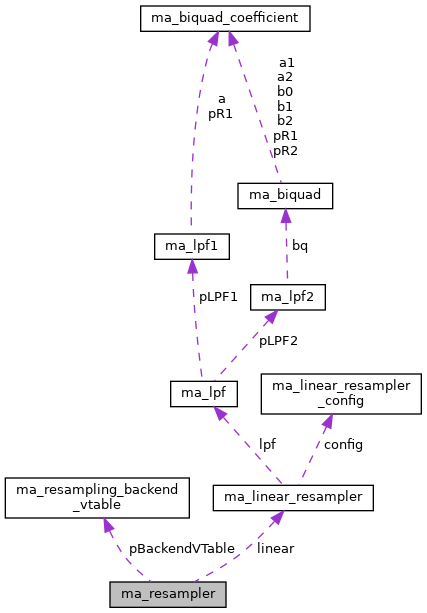 ma_biquad_coefficient
a
pR1
a1
a2
b0
b1
b2
pR1
pR2
ma_biquad
ma_lpf1
bq
pLPF1
ma_lpf2
pLPF2
ma_lpf
ma_linear_resampler
_config
lpf
config
ma_resampling_backend
_vtable
ma_linear_resampler
pBackendVTable
linear
ma_resampler